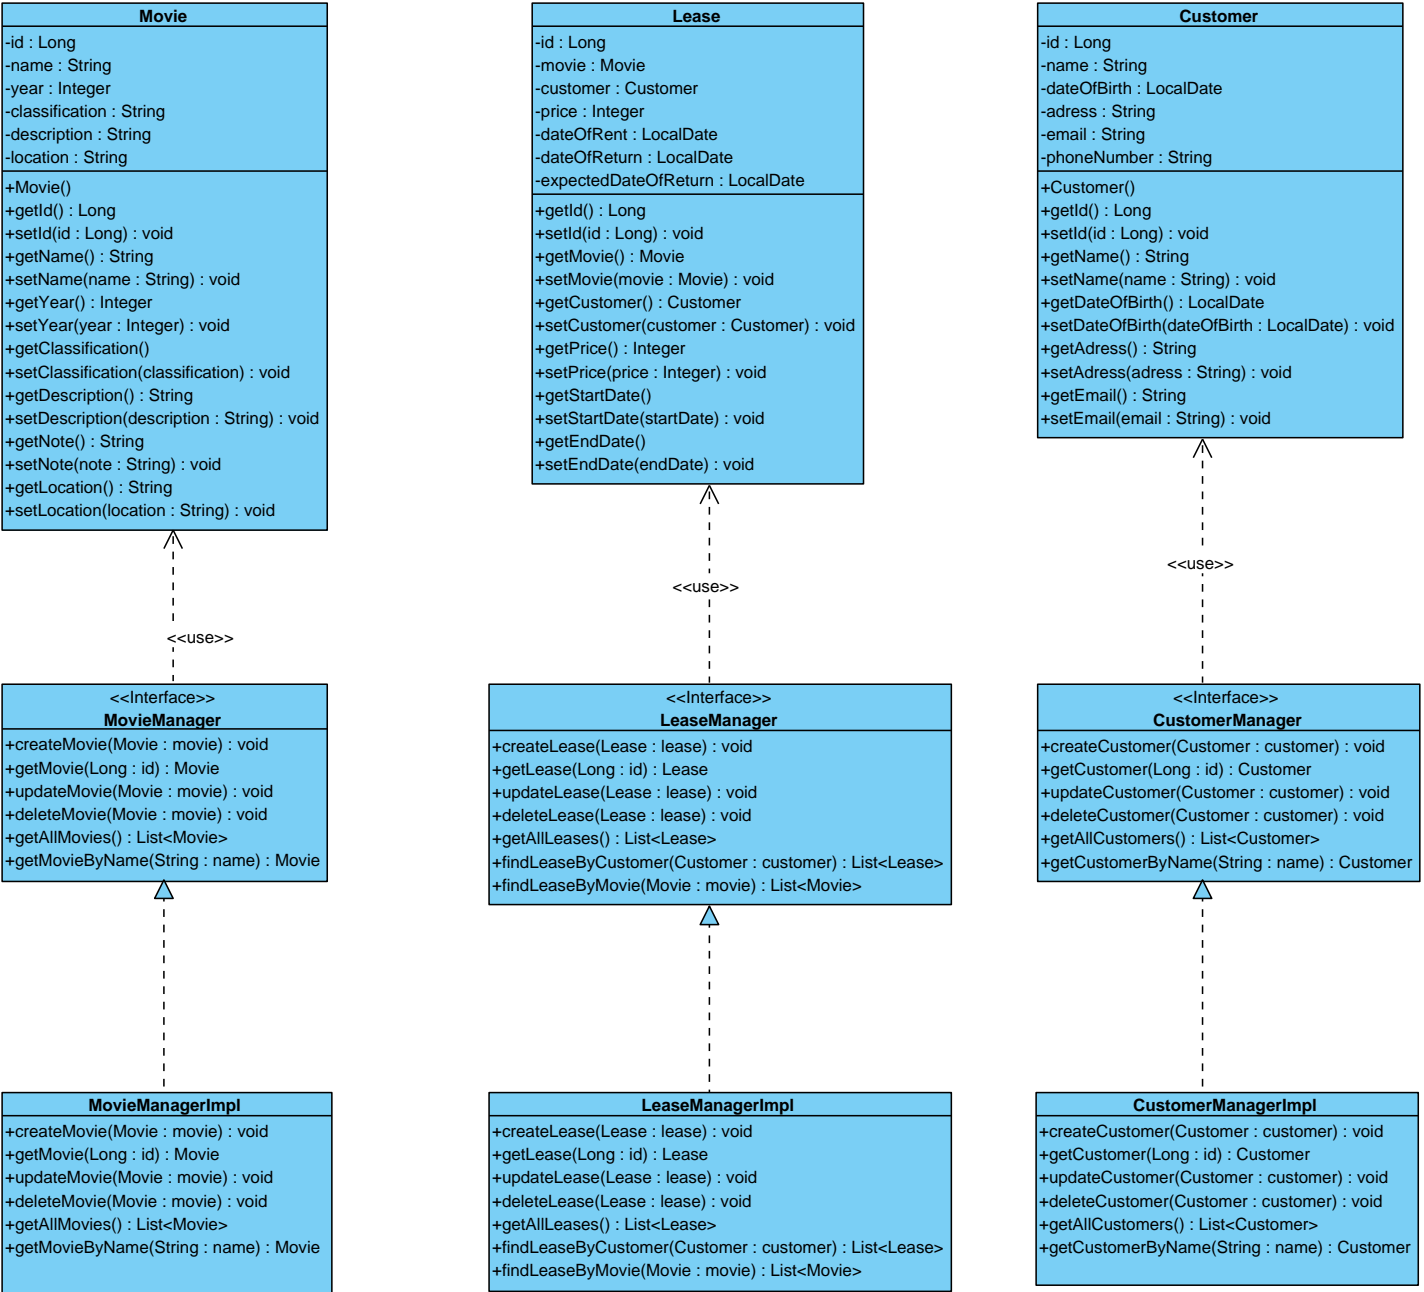 Movie
-id : Long
-name : String
-year : Integer
-classification : String
-description : String
-location : String
+Movie()
+getId() : Long
+setId(id : Long) : void
+getName() : String
+setName(name : String) : void
+getYear() : Integer
+setYear(year : Integer) : void
+getClassification()
+setClassification(classification) : void
+getDescription() : String
+setDescription(description : String) : void
+getNote() : String
+setNote(note : String) : void
+getLocation() : String
+setLocation(location : String) : void
Lease
-id : Long
-movie : Movie
-customer : Customer
-price : Integer
-dateOfRent : LocalDate
-dateOfReturn : LocalDate
-expectedDateOfReturn : LocalDate
+getId() : Long
+setId(id : Long) : void
+getMovie() : Movie
+setMovie(movie : Movie) : void
+getCustomer() : Customer
+setCustomer(customer : Customer) : void
+getPrice() : Integer
+setPrice(price : Integer) : void
+getStartDate()
+setStartDate(startDate) : void
+getEndDate()
+setEndDate(endDate) : void
Customer
-id : Long
-name : String
-dateOfBirth : LocalDate
-adress : String
-email : String
-phoneNumber : String
+Customer()
+getId() : Long
+setId(id : Long) : void
+getName() : String
+setName(name : String) : void
+getDateOfBirth() : LocalDate
+setDateOfBirth(dateOfBirth : LocalDate) : void
+getAdress() : String
+setAdress(adress : String) : void
+getEmail() : String
+setEmail(email : String) : void
<<use>>
<<use>>
<<use>>
<<Interface>>
MovieManager
+createMovie(Movie : movie) : void
+getMovie(Long : id) : Movie
+updateMovie(Movie : movie) : void
+deleteMovie(Movie : movie) : void
+getAllMovies() : List<Movie>
+getMovieByName(String : name) : Movie
<<Interface>>
LeaseManager
+createLease(Lease : lease) : void
+getLease(Long : id) : Lease
+updateLease(Lease : lease) : void
+deleteLease(Lease : lease) : void
+getAllLeases() : List<Lease>
+findLeaseByCustomer(Customer : customer) : List<Lease>
+findLeaseByMovie(Movie : movie) : List<Movie>
<<Interface>>
CustomerManager
+createCustomer(Customer : customer) : void
+getCustomer(Long : id) : Customer
+updateCustomer(Customer : customer) : void
+deleteCustomer(Customer : customer) : void
+getAllCustomers() : List<Customer>
+getCustomerByName(String : name) : Customer
MovieManagerImpl
+createMovie(Movie : movie) : void
+getMovie(Long : id) : Movie
+updateMovie(Movie : movie) : void
+deleteMovie(Movie : movie) : void
+getAllMovies() : List<Movie>
+getMovieByName(String : name) : Movie
LeaseManagerImpl
+createLease(Lease : lease) : void
+getLease(Long : id) : Lease
+updateLease(Lease : lease) : void
+deleteLease(Lease : lease) : void
+getAllLeases() : List<Lease>
+findLeaseByCustomer(Customer : customer) : List<Lease>
+findLeaseByMovie(Movie : movie) : List<Movie>
CustomerManagerImpl
+createCustomer(Customer : customer) : void
+getCustomer(Long : id) : Customer
+updateCustomer(Customer : customer) : void
+deleteCustomer(Customer : customer) : void
+getAllCustomers() : List<Customer>
+getCustomerByName(String : name) : Customer